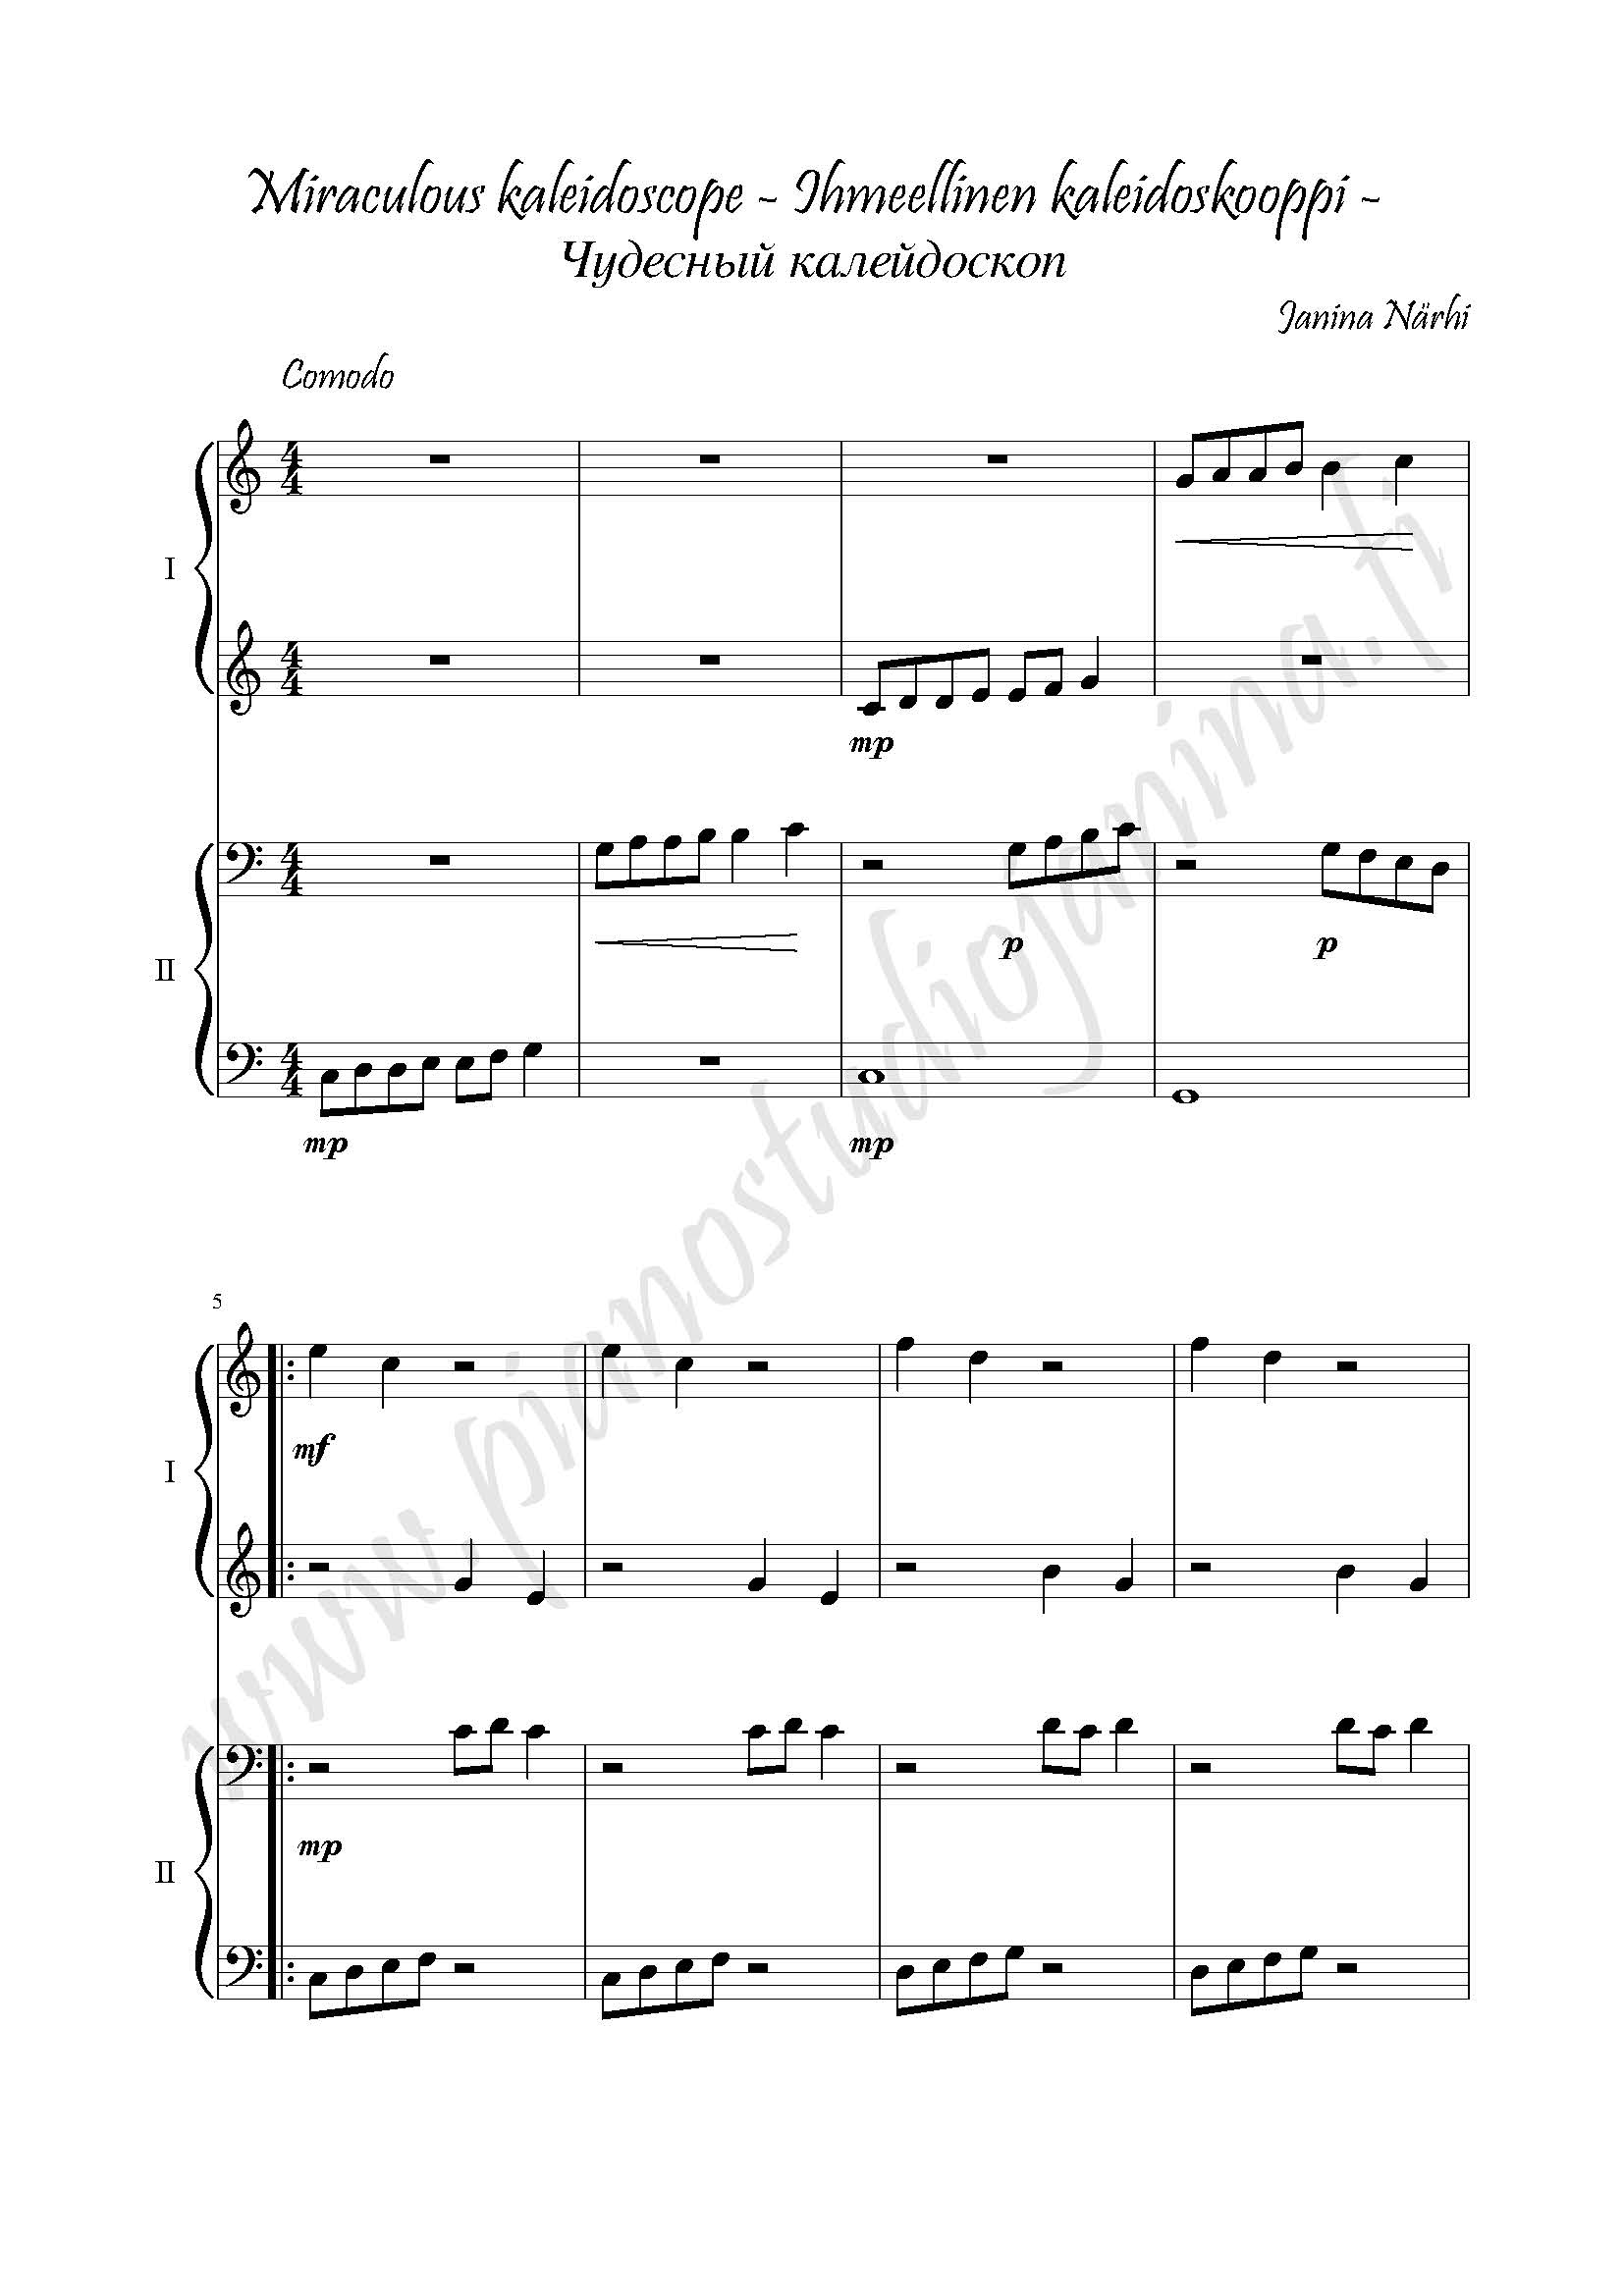 Miraculous kaleidoscope ~ Ihmeellinen kaleidoskooppi ~
Чудесный калейдоскоп
Janina Närhi
Comodo
I
mp
p
p
II
mp
mp
5
mf
I
mp
II
www.pianostudiojanina.fi